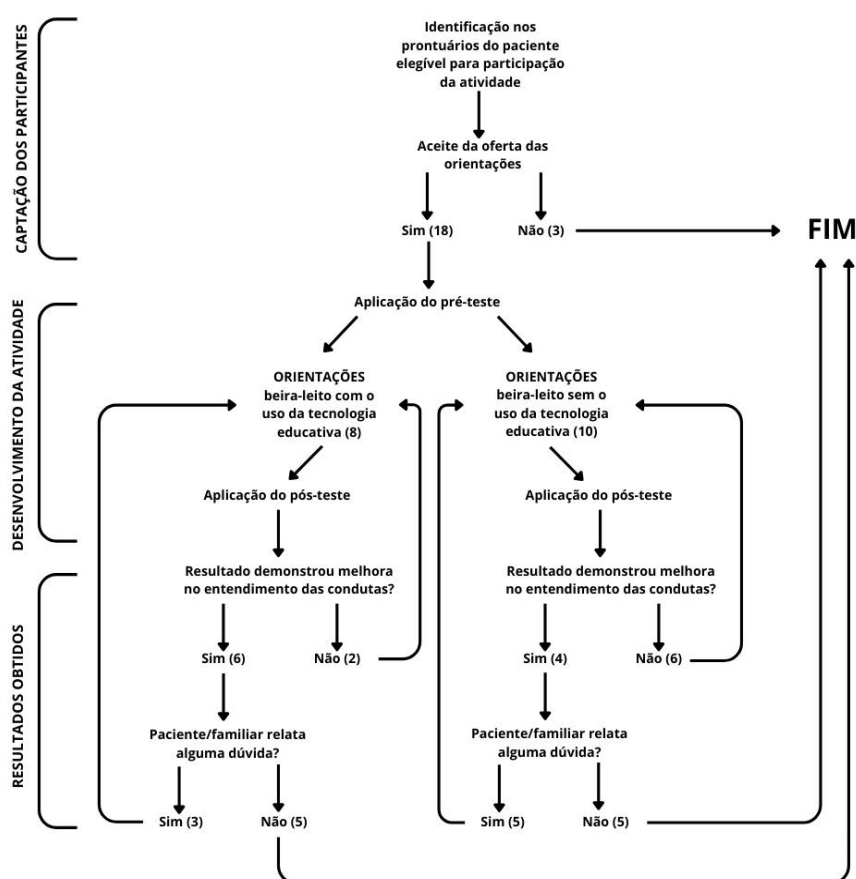 CAPTAÇÃO DOS PARTICIPANTES
Identificação nos
prontuários do paciente
elegível para participação
da atividade
Aceite da oferta das
orientações
Sim (18)
Não (3)
FIM
DESENVOLVIMENTO DA ATIVIDADE
Aplicação do pré-teste
ORIENTAÇÕES
beira-leito com o
uso da tecnologia
educativa (8)
ORIENTAÇÕES
beira-leito sem o
uso da tecnologia
educativa (10)
Aplicação do pós-teste
Aplicação do pós-teste
RESULTADOS OBTIDOS
Resultado demonstrou melhora
no entendimento das condutas?
Resultado demonstrou melhora
no entendimento das condutas?
Sim (6)
Não (2)
Sim (4)
Não (6)
Paciente/familiar relata
alguma dúvida?
Paciente/familiar relata
alguma dúvida?
Sim (3)
Não (5)
Sim (5)
Não (5)